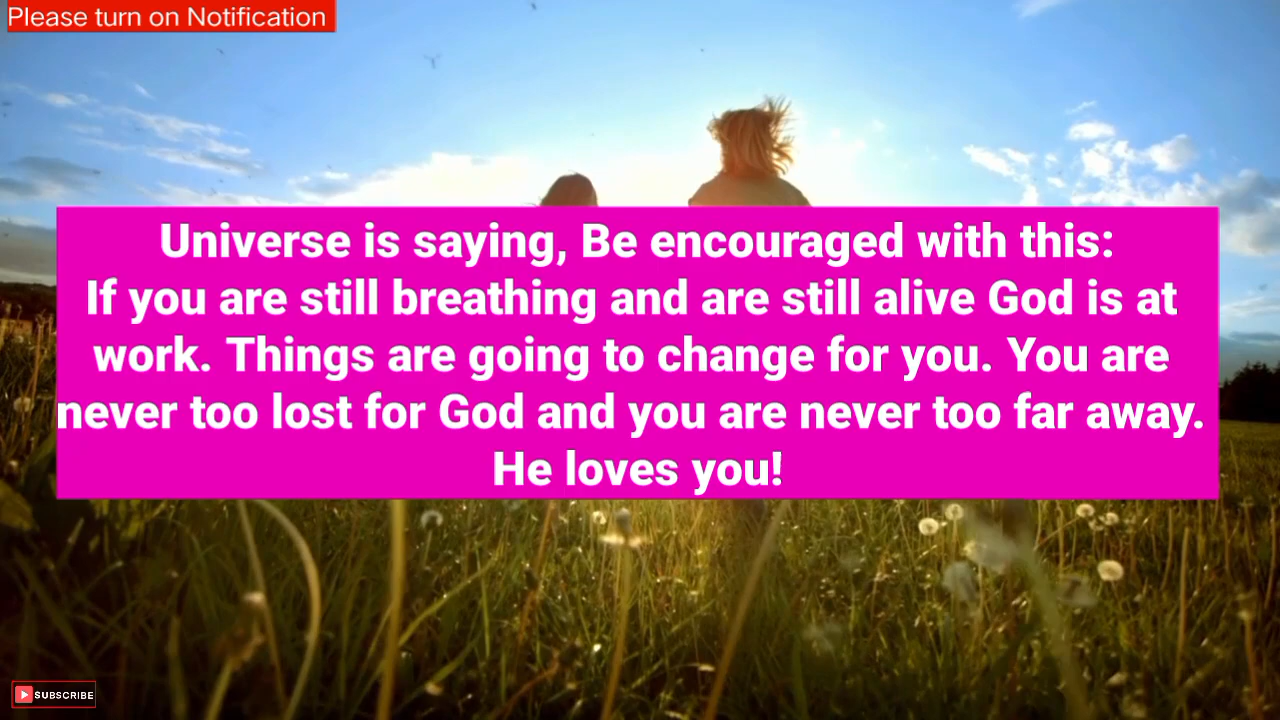 Please turn on Notification
Universe is saying, Be encouraged with this:
If you are still breathing and are still alive God is at
work. Things are going to change for you. You are
never too lost for God and you are never too far away.
He loves you!
SUBSCRIBE